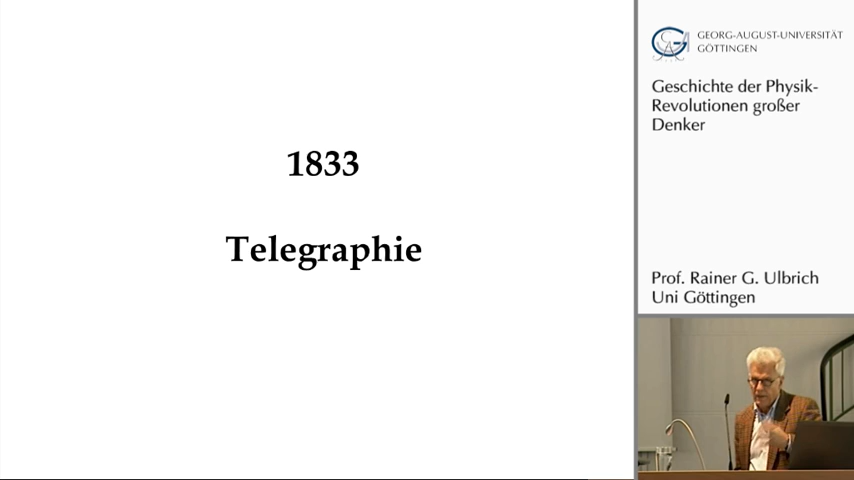 1833
Telegraphie
GEORG-AUGUST-UNIVERSITÄT
GÖTTINGEN
Geschichte der Physik-
Revolutionen großer
Denker
Prof. Rainer G. Ulbrich
Uni Göttingen